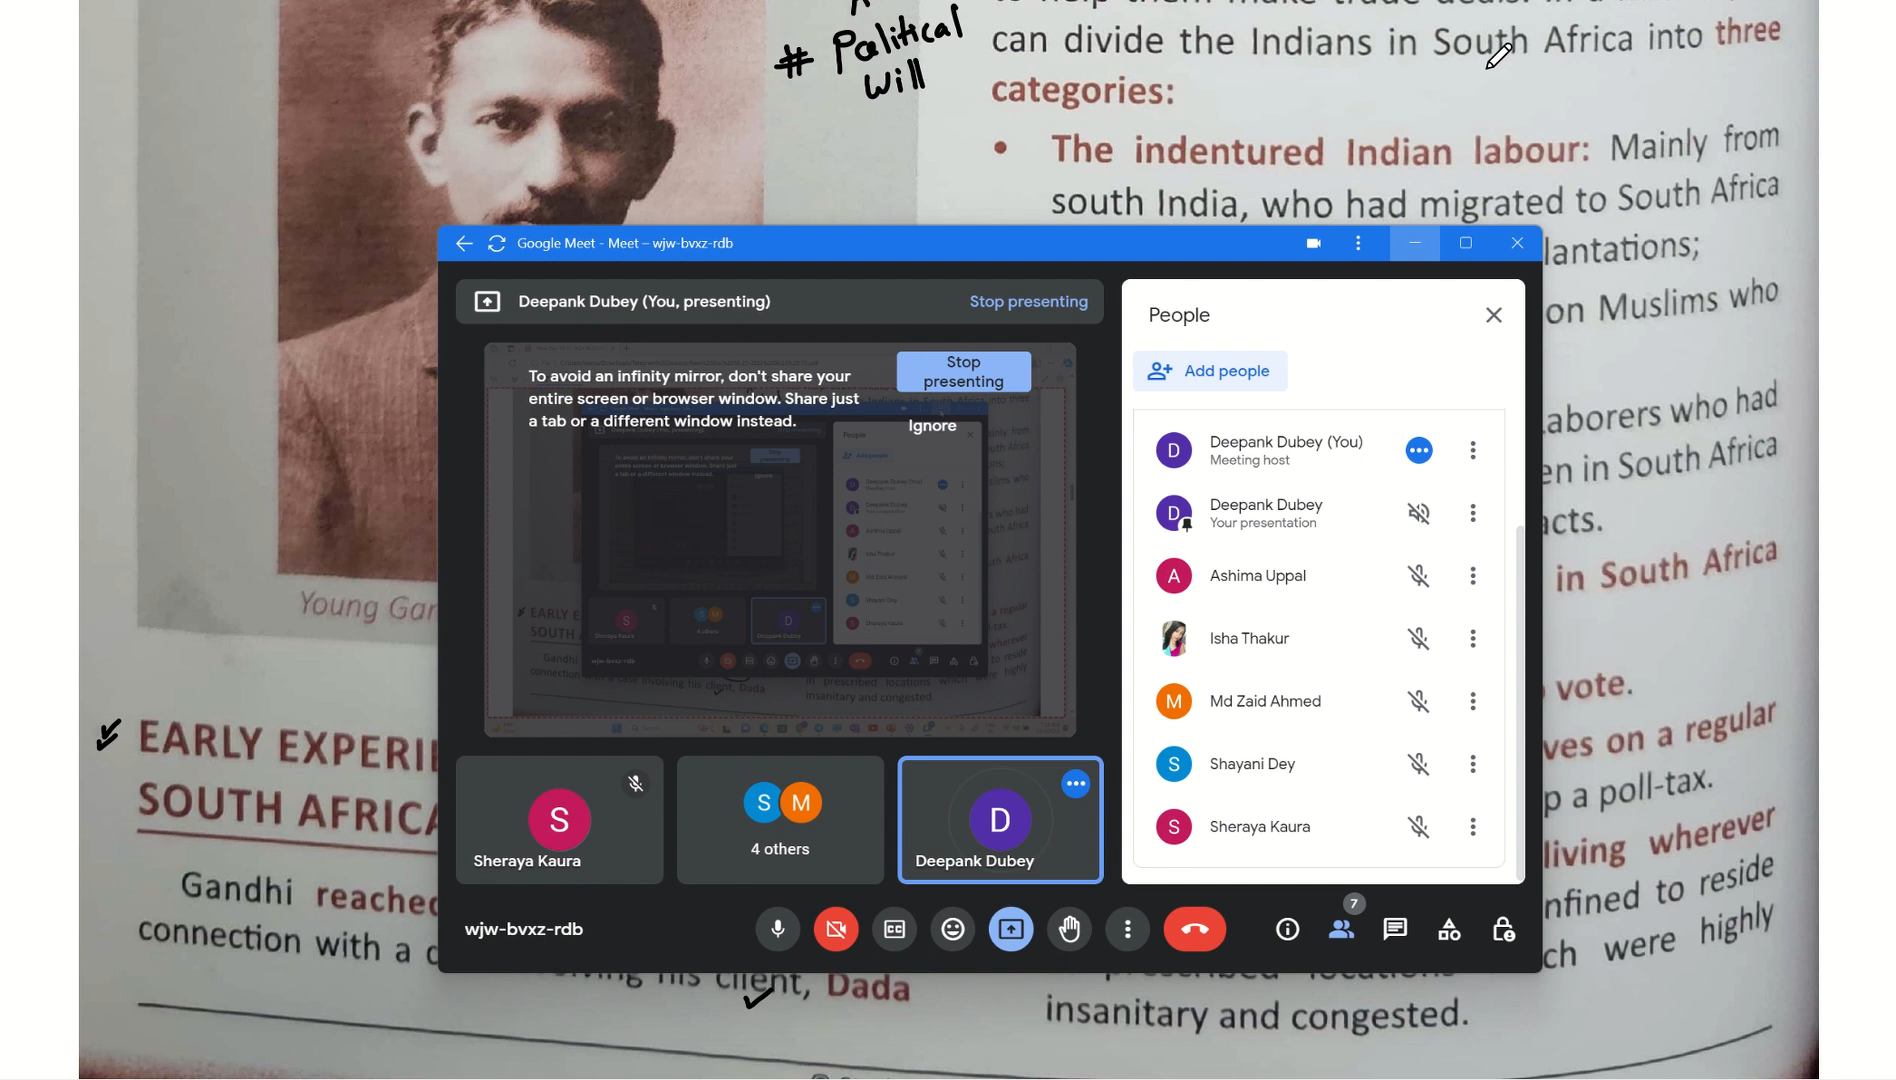 # Political
will
can divide the Indians in South Africa into three
categories:
• The indentured Indian labour: Mainly from
south India, who had migrated to South Africa
lantations;
on Muslims who
aborers who had
en in South Africa
acts.
in South Africa
vote.
ves on a regular
p a poll-tax.
living wherever
nfined to reside
ch were highly
insanitary and congested.
Young Gan
EARLY EXPERIE
SOUTH AFRICA
Gandhi reached
connection with a c
his client, Dada
Google Meet - Meet – wjw-bvxz-rdb
Deepank Dubey (You, presenting)
Stop presenting
To avoid an infinity mirror, don't share your
entire screen or browser window. Share just
a tab or a different window instead.
Stop
presenting
Ignore
S
Sheraya Kaura
S M
4 others
D
Deepank Dubey
People
Add people
D
Deepank Dubey (You)
Meeting host
D
Deepank Dubey
Your presentation
A
Ashima Uppal
Isha Thakur
M
Md Zaid Ahmed
S
Shayani Dey
S
Sheraya Kaura
wjw-bvxz-rdb
CC
7